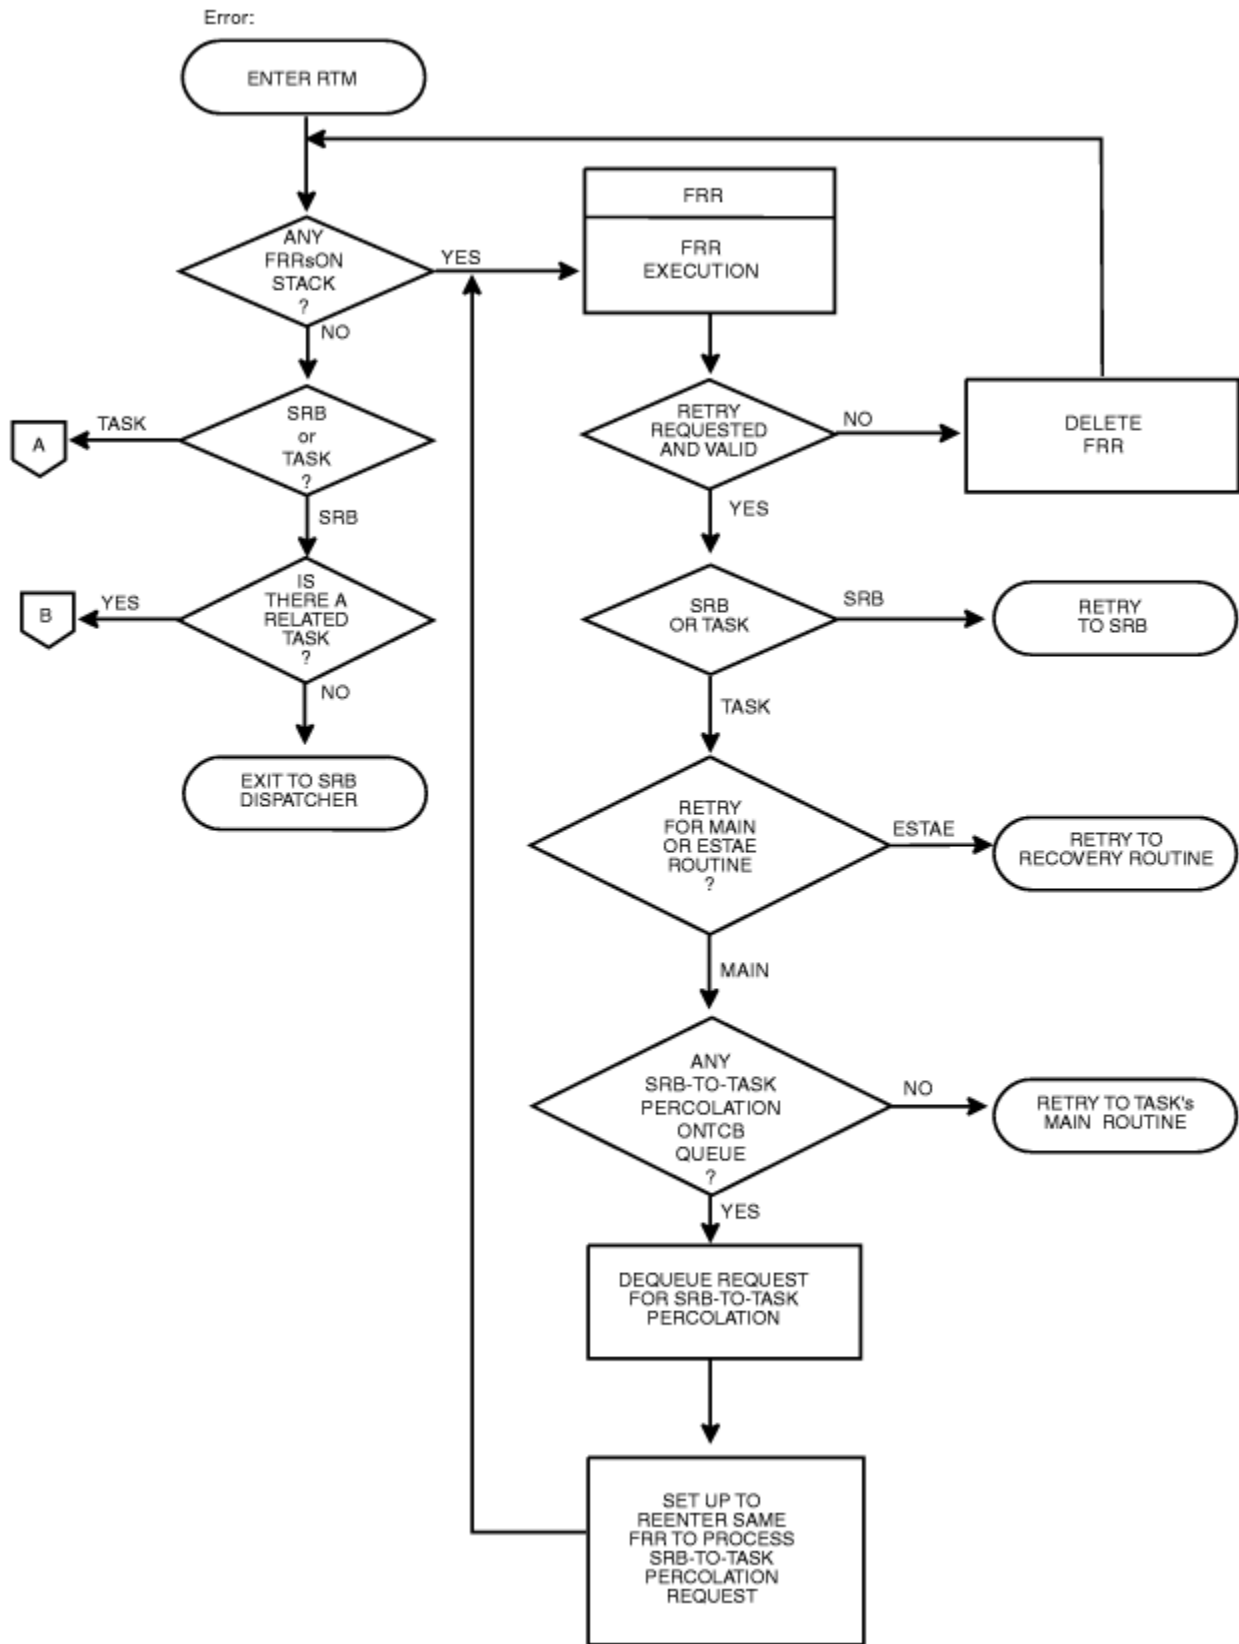 Error:
ENTER RTM
ANY
FRRsON
STACK
?
YES
NO
FRR
FRR
EXECUTION
SRB
or
TASK
?
TASK
A
SRB
RETRY
REQUESTED
AND VALID
NO
DELETE
FRR
YES
IS
THERE A
RELATED
TASK
?
YES
B
NO
SRB
OR TASK
SRB
RETRY
TO SRB
TASK
EXIT TO SRB
DISPATCHER
RETRY
FOR MAIN
OR ESTAE
ROUTINE
?
ESTAE
RETRY TO
RECOVERY ROUTINE
MAIN
ANY
SRB-TO-TASK
PERCOLATION
ONTCB
QUEUE
?
NO
RETRY TO TASK's
MAIN ROUTINE
YES
DEQUEUE REQUEST
FOR SRB-TO-TASK
PERCOLATION
SET UP TO
REENTER SAME
FRR TO PROCESS
SRB-TO-TASK
PERCOLATION
REQUEST